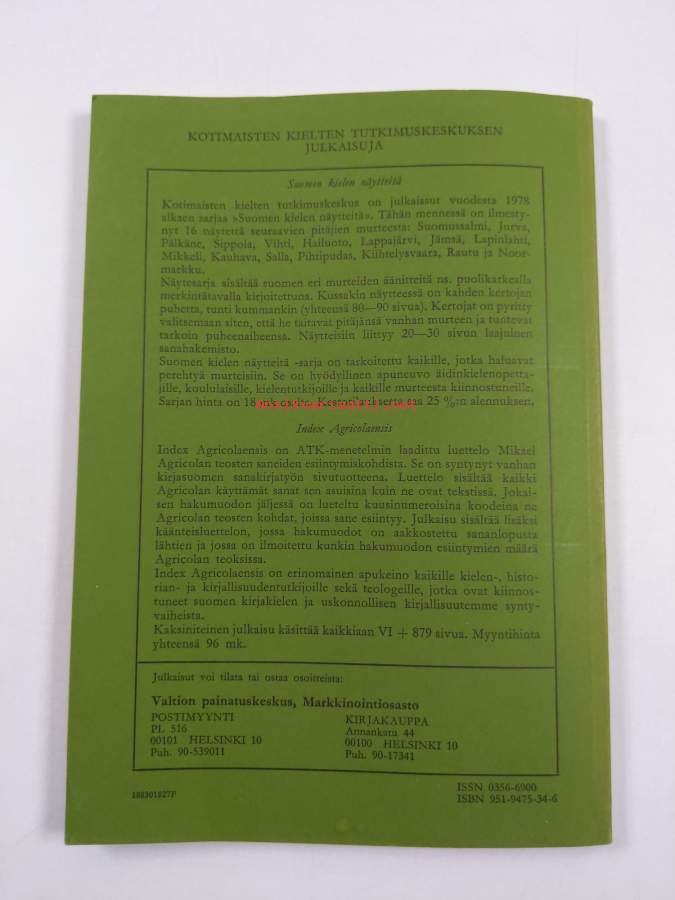 KOTIMAISTEN KIELTEN TUTKIMUSKESKUKSEN
JULKAISUJA
Suomen kielen näytteitä
Kotimaisten kielten tutkimuskeskus on julkaissut vuodesta 1978
alkaen sarjaa »Suomen kielen näytteitä». Tähän mennessä on ilmesty-
nyt 16 näytettä seuraavien pitäjien murteesta: Suomussalmi, Jurva,
Pälkäne, Sippola, Vihti, Hailuoto, Lappajärvi, Jämsä, Lapinlahti,
Mikkeli, Kauhava, Salla, Pihtipudas, Kiihtelysvaara, Rautu ja Noor-
markku.
Näytesarja sisältää suomen eri murteiden äänitteitä ns. puolikarkealla
merkintätavalla kirjoitettuna. Kussakin näytteessä on kahden kertojan
puhetta, tunti kummankin (yhteensä 80—90 sivua). Kertojat on pyritty
valitsemaan siten, että he taitavat pitäjänsä vanhan murteen ja tuntevat
tarkoin puheenaiheensa. Näytteisiin liittyy 20—30 sivun laajuinen
sanahakemisto.
Suomen kielen näytteitä -sarja on tarkoitettu kaikille, jotka haluavat
perehtyä murteisiin. Se on hyödyllinen apuneuvo äidinkielenopetta-
jille, koululaisille, kielentutkijoille ja kaikille murteesta kiinnostuneille.
Sarjan hinta on 18 mk osalta. Kestotilaukserta saa 25 %:n alennuksen.
Index Agricolaensis
Index Agricolaensis on ATK-menetelmin laadittu luettelo Mikael
Agricolan teosten saneiden esiintymiskohdista. Se on syntynyt vanhan
kirjasuomen sanakirjatyön sivutuotteena. Luettelo sisältää kaikki
Agricolan käyttämät sanat sen asuisina kuin ne ovat tekstissä. Jokai-
sen hakumuodon jäljessä on lueteltu kuusinumeroisina koodeina ne
Agricolan teosten kohdat, joissa sane esiintyy. Julkaisu sisältää lisäksi
käänteisluettelon, jossa hakumuodot on aakkostettu sananlopusta
lähtien ja jossa on ilmoitettu kunkin hakumuodon esiintymien määrä
Agricolan teoksissa.
Index Agricolaensis on erinomainen apukeino kaikille kielen-, histo-
rian- ja kirjallisuudentutkijoille sekä teologeille, jotka ovat kiinnos-
tuneet suomen kirjakielen ja uskonnollisen kirjallisuutemme synty-
vaiheista.
Kaksiniteinen julkaisu käsittää kaikkiaan VI + 879 sivua. Myyntihinta
yhteensä 96 mk.
Julkaisut voi tilata tai ostaa osoitteista:
Valtion painatuskeskus, Markkinointiosasto
POSTIMYYNTI
PL 516
00101 HELSINKI 10
Puh. 90-539011
KIRJAKAUPPA
Annankatu 44
00100 HELSINKI 10
Puh. 90-17341
188301827F
ISSN 0356-6900
ISBN 951-9475-34-6